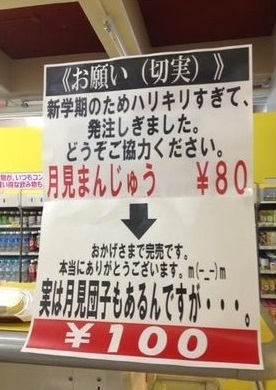 《お願い（切実）》
新学期のためハリキリすぎて、
発注しぎました。
どうぞご協力ください。
月見まんじゅう ￥80
おかげさまで完売です。
本当にありがとうございます。m(_ _)m
実は月見団子もあるんですが・・・。
￥100